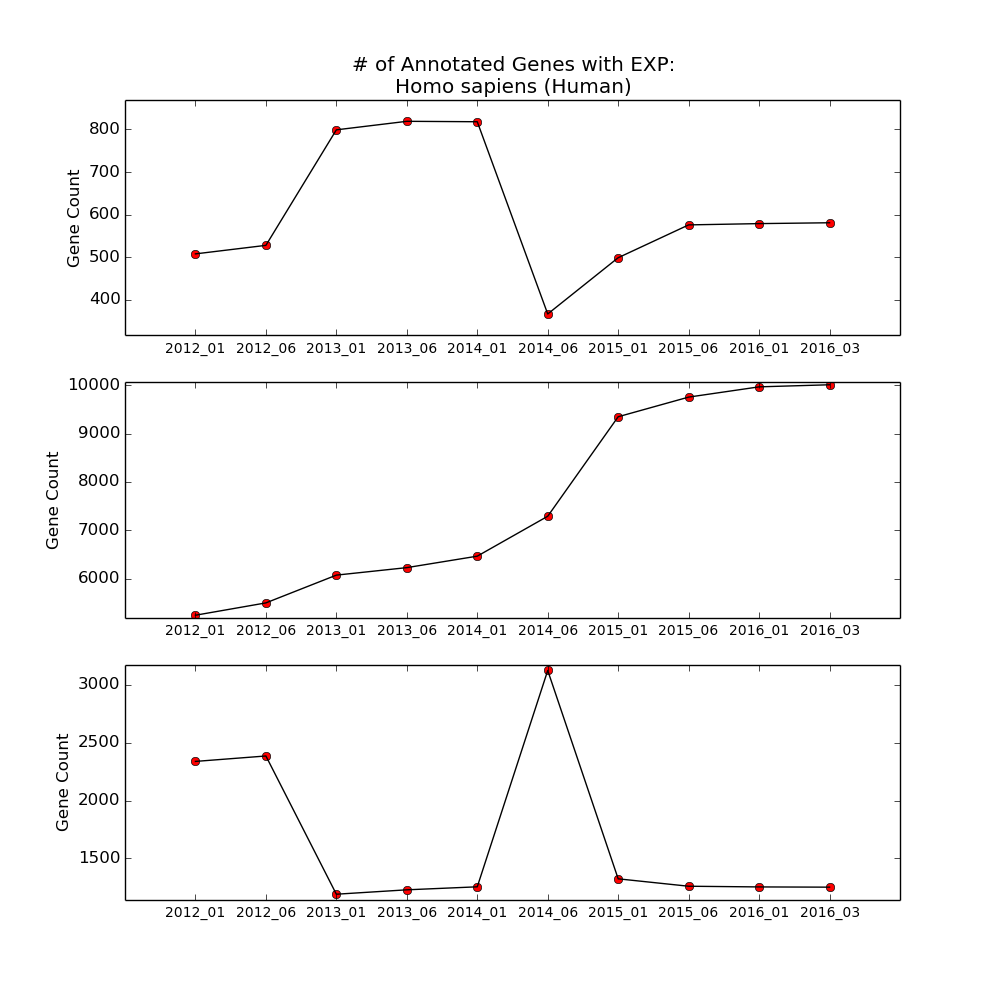 # of Annotated Genes with EXP:
Homo sapiens (Human)
800
700
600
500
400
Gene Count
2012_01 2012_06 2013_01 2013_06 2014_01 2014_06 2015_01 2015_06 2016_01 2016_03
10000
9000
8000
7000
6000
Gene Count
2012_01 2012_06 2013_01 2013_06 2014_01 2014_06 2015_01 2015_06 2016_01 2016_03
3000
2500
2000
1500
Gene Count
2012_01 2012_06 2013_01 2013_06 2014_01 2014_06 2015_01 2015_06 2016_01 2016_03